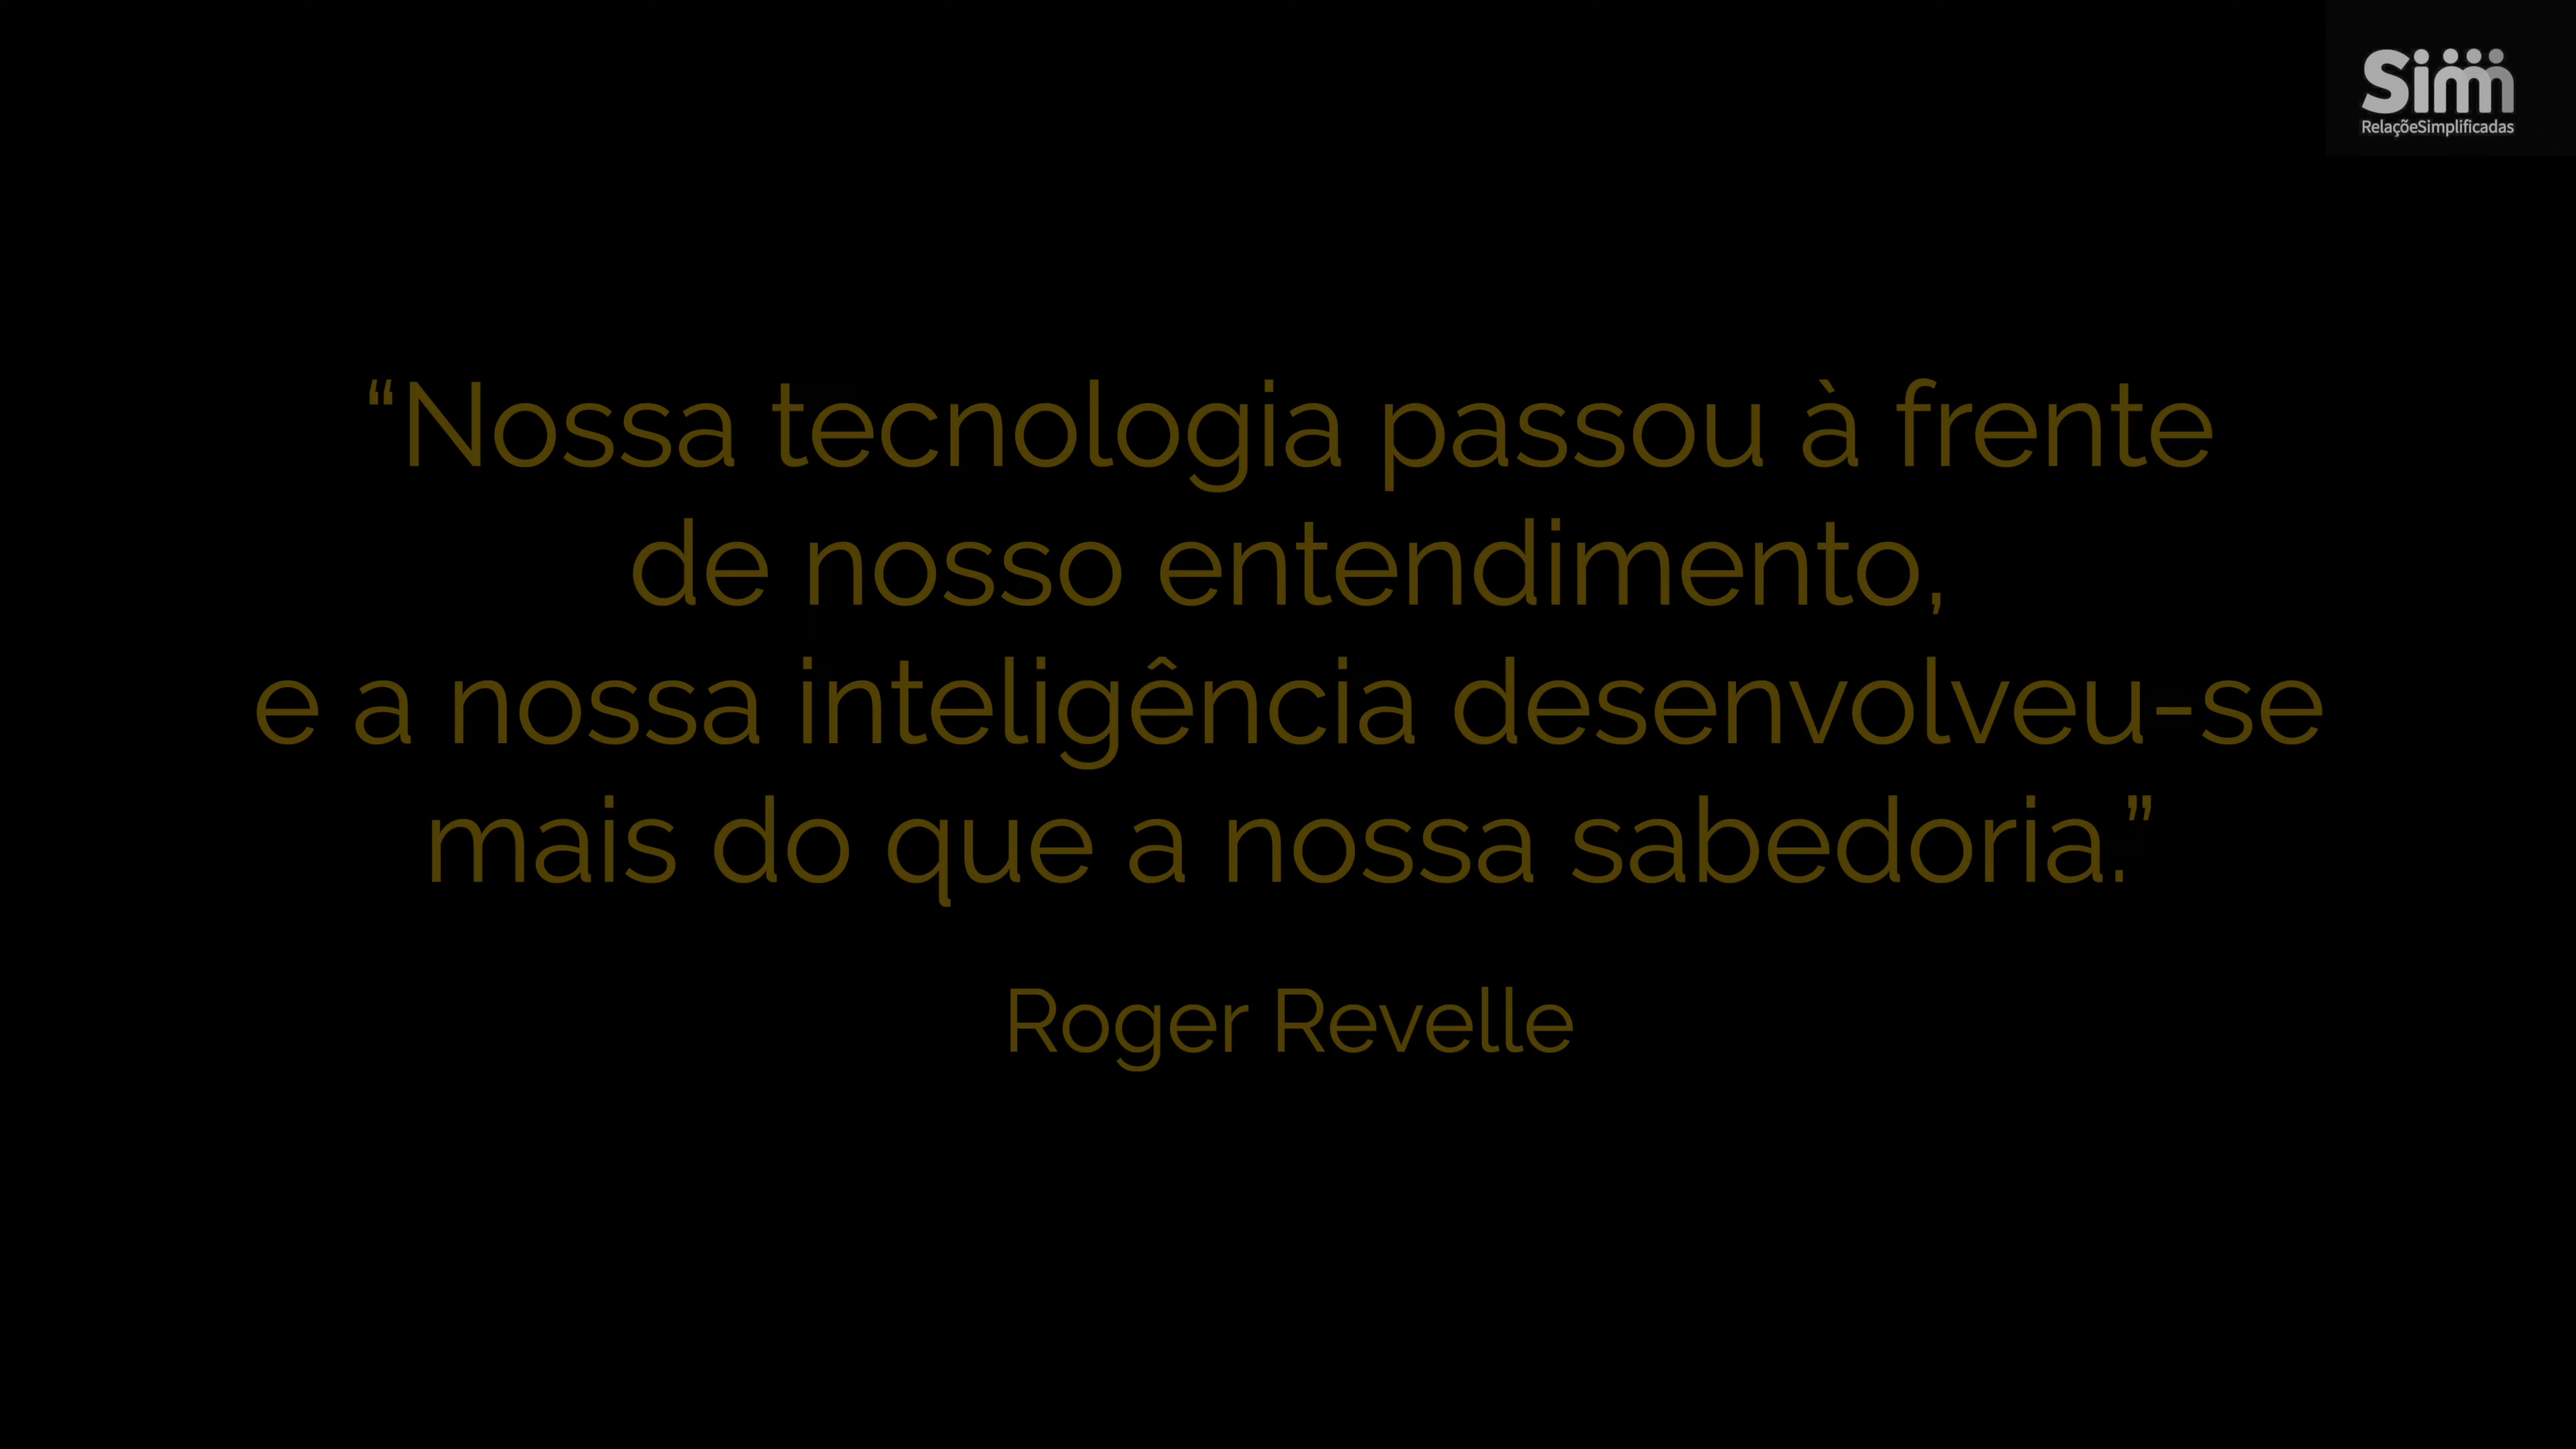 Simm
RelaçõeSimplificadas
“Nossa tecnologia passou à frente
de nosso entendimento,
e a nossa inteligência desenvolveu-se
mais do que a nossa sabedoria.”
Roger Revelle